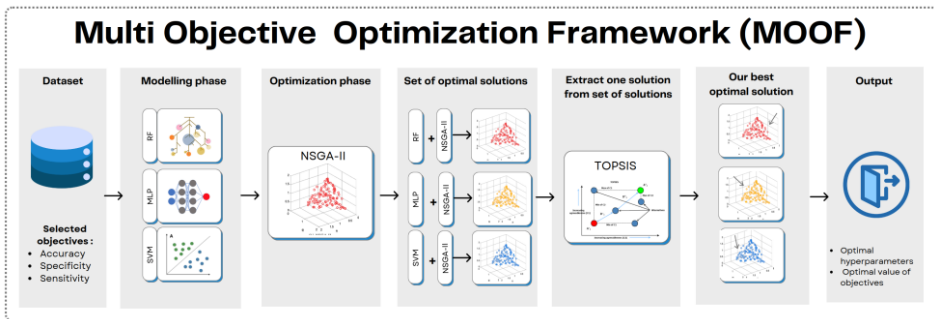 Multi Objective Optimization Framework (MOOF)
Dataset
Selected
objectives :
Accuracy
Specificity
Sensitivity
Modelling phase
RF
MLP
SVM
Optimization phase
NSGA-II
Set of optimal solutions
RF
+
NSGA-II
MLP
+
NSGA-II
SVM
+
NSGA-II
Extract one solution
from set of solutions
TOPSIS
Our best
optimal solution
Output
Optimal
hyperparameters
Optimal value of
objectives